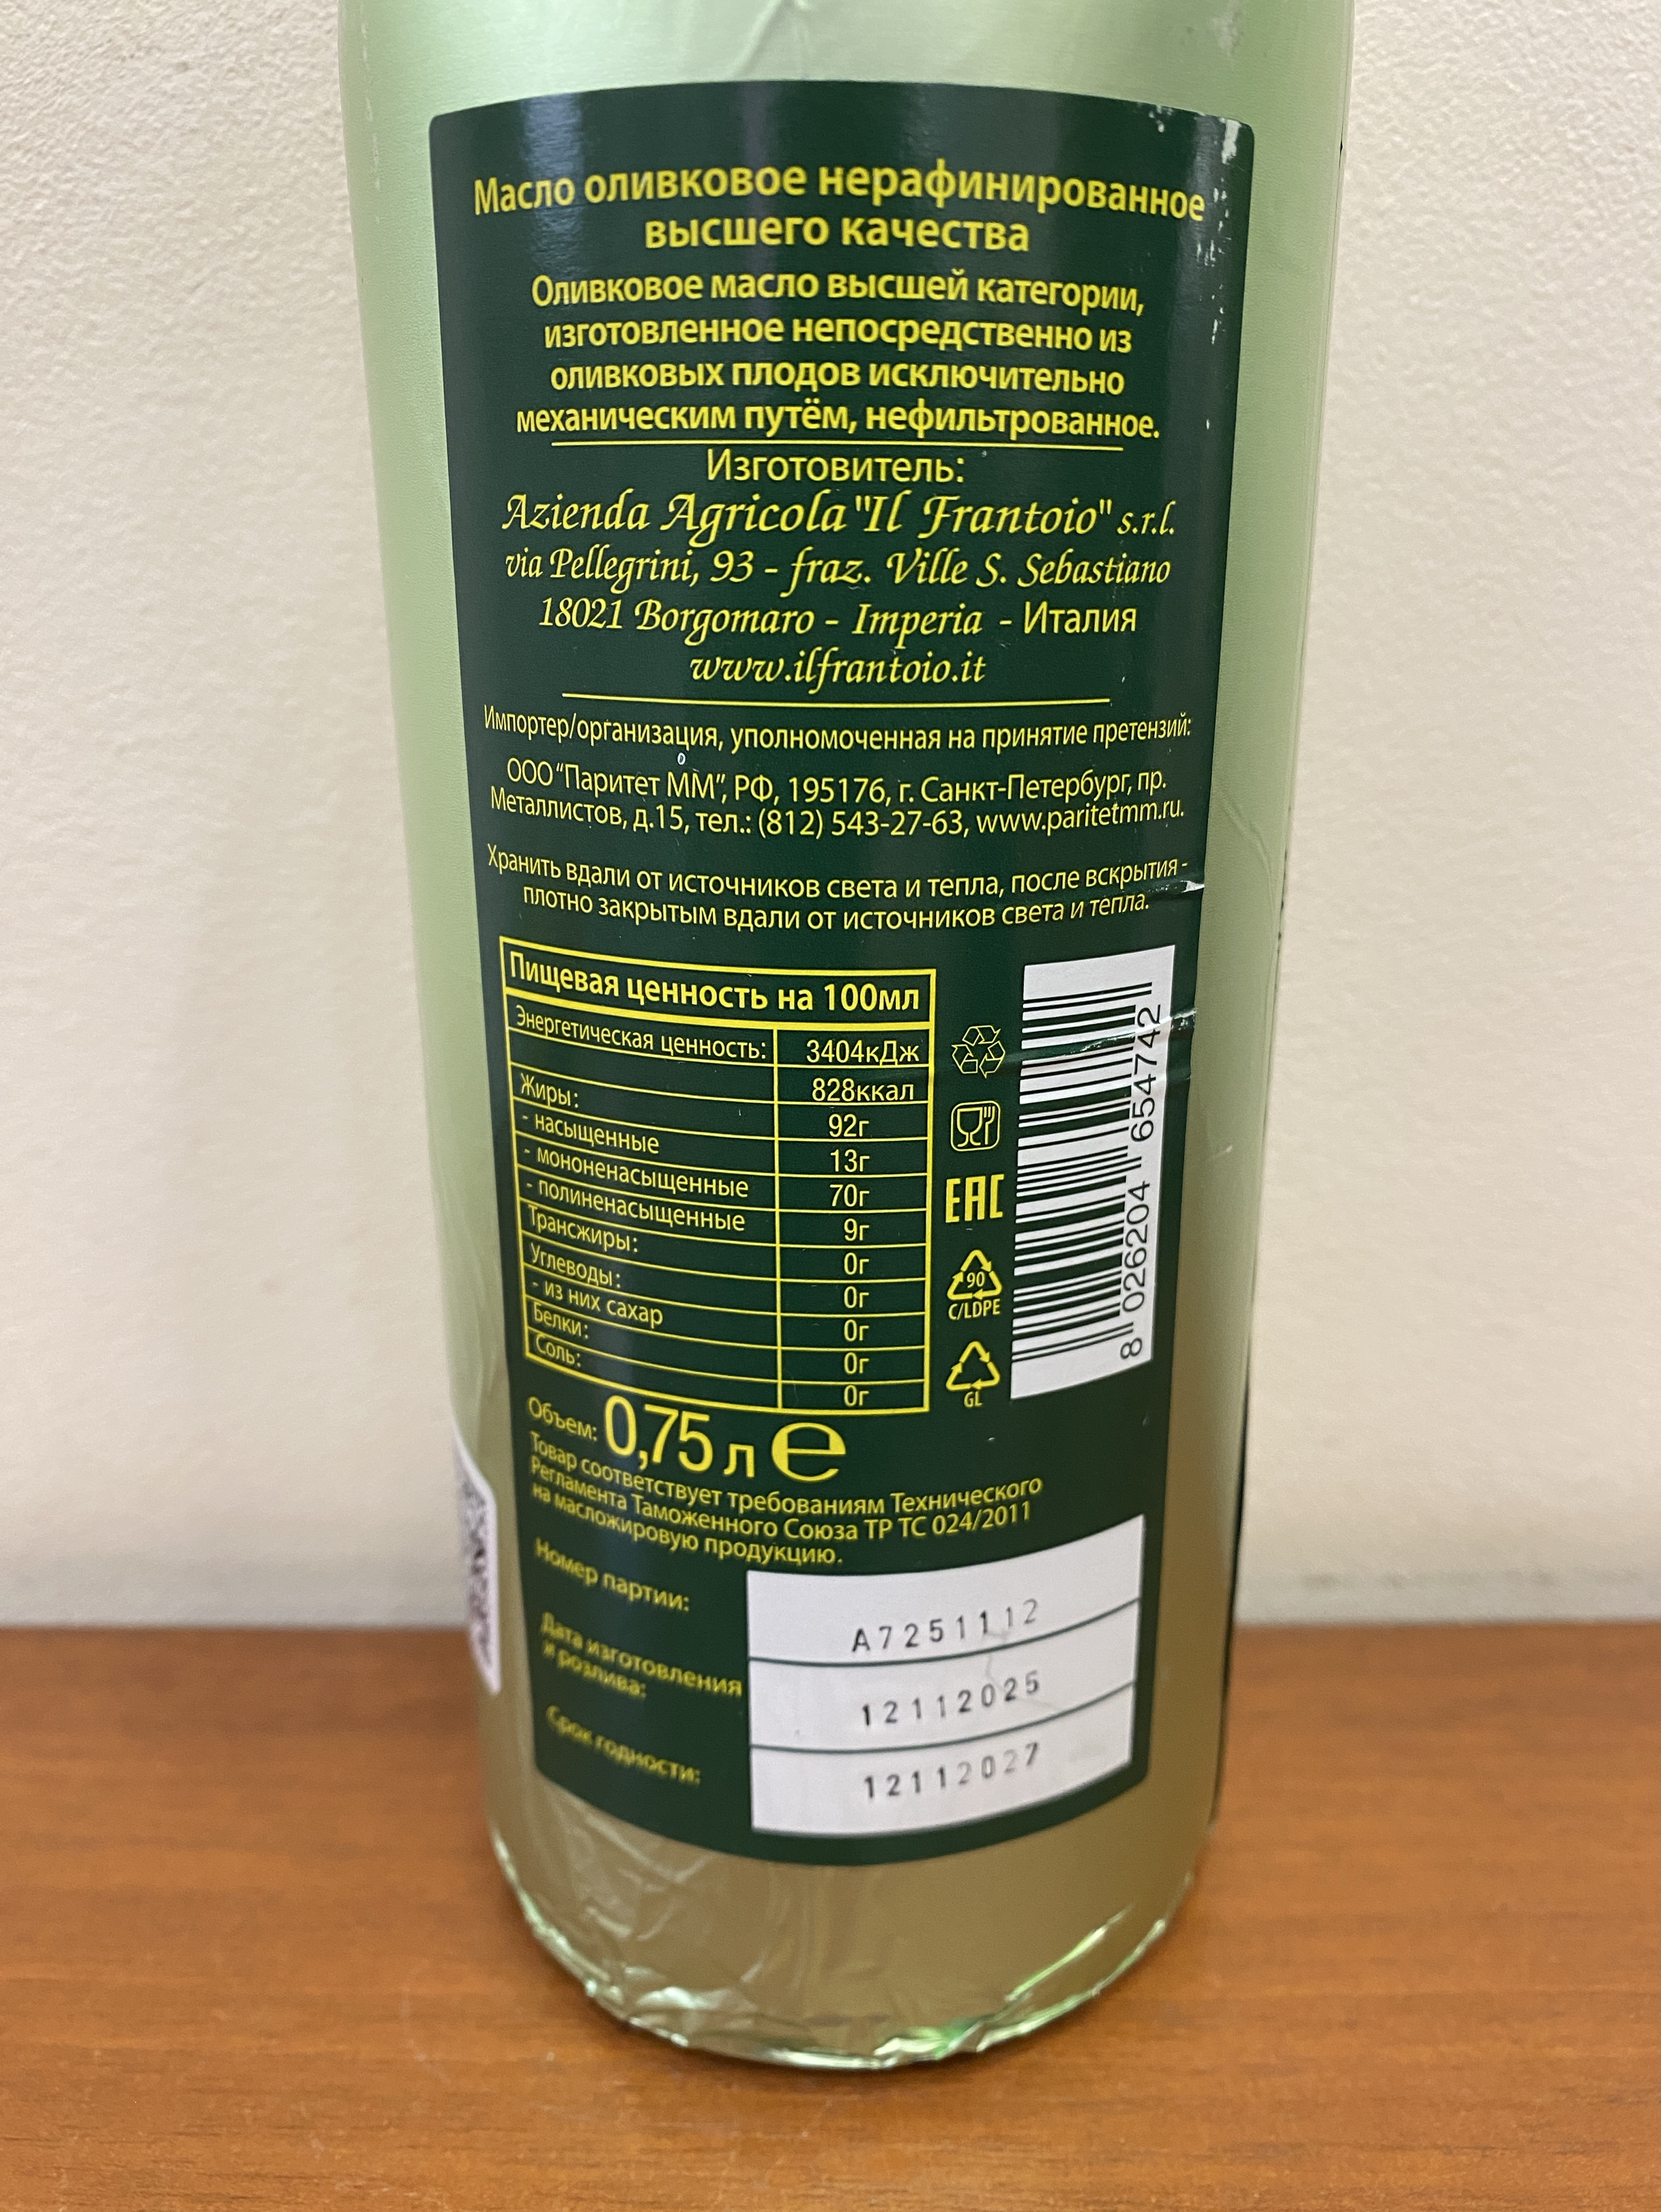 Масло оливковое нерафинированное
высшего качества
Оливковое масло высшей категории,
изготовленное непосредственно из
оливковых плодов исключительно
механическим путём, нефильтрованное.
Изготовитель:
Azienda Agricola "Il Frantoio" s.r.l.
via Pellegrini, 93 - fraz. Ville S. Sebastiano
18021 Borgomaro - Imperia - Италия
www.ilfrantoio.it
Импортер/организация, уполномоченная на принятие претензий:
ООО “Паритет ММ”, РФ, 195176, г. Санкт-Петербург, пр.
Металлистов, д.15, тел.: (812) 543-27-63, www.paritetmm.ru.
Хранить вдали от источников света и тепла, после вскрытия -
плотно закрытым вдали от источников света и тепла.
Пищевая ценность на 100мл
Энергетическая ценность: 3404кДж
828ккал
Жиры: 92г
- насыщенные 13г
- мононенасыщенные 70г
- полиненасыщенные 9г
Трансжиры: 0г
Углеводы: 0г
- из них сахар 0г
Белки: 0г
Соль: 0г
EAC
90
C/LDPE
GL
8 026204 654742
Объем: 0,75 л e
Товар соответствует требованиям Технического
Регламента Таможенного Союза ТР ТС 024/2011
на масложировую продукцию.
Номер партии: A7251112
Дата изготовления
и розлива: 12112025
Срок годности: 12112027